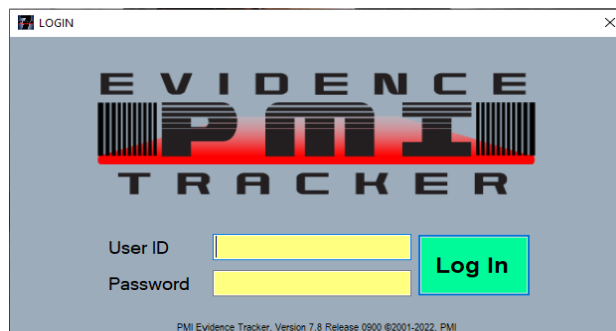 LOGIN
EVIDENCE
PMI
TRACKER
User ID
Password
Log In
PMI Evidence Tracker, Version 7.8 Release 0900 ©2001-2022, PMI